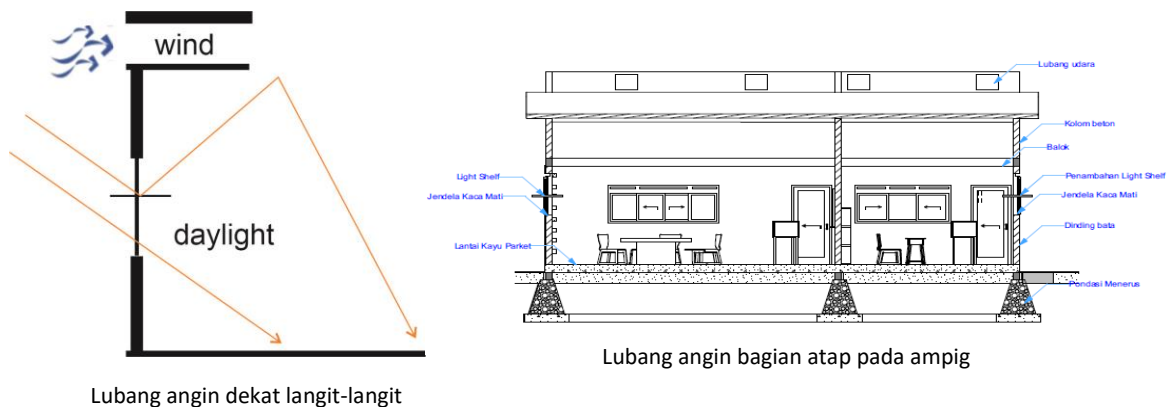 wind
daylight
Lubang angin dekat langit-langit
Lubang udara
Kolom beton
Balok
Light Shelf
Penambahan Light Shelf
Jendela Kaca Mati
Jendela Kaca Mati
Dinding bata
Lantai Kayu Parket
Pondasi Menerus
Lubang angin bagian atap pada ampig